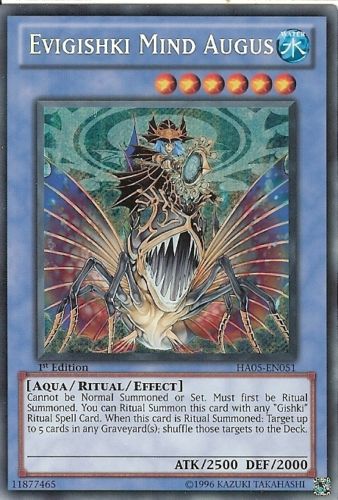 EVIGISHKI MIND AUGUS
WATER
水
1st Edition
HA05-EN051
[AQUA/RITUAL/EFFECT]
Cannot be Normal Summoned or Set. Must first be Ritual
Summoned. You can Ritual Summon this card with any "Gishki"
Ritual Spell Card. When this card is Ritual Summoned: Target up
to 5 cards in any Graveyard(s); shuffle those targets to the Deck.
ATK/2500 DEF/2000
11877465
©1996 KAZUKI TAKAHASHI